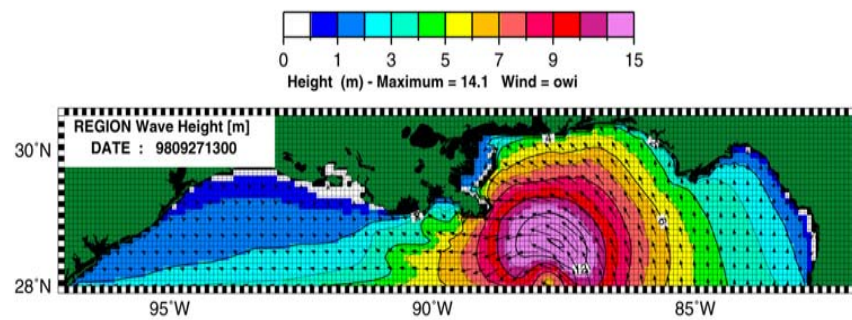 0 1 3 5 7 9 15
Height (m) - Maximum = 14.1 Wind = owi
REGION Wave Height [m]
DATE : 9809271300
30°N
28°N
95°W 90°W 85°W